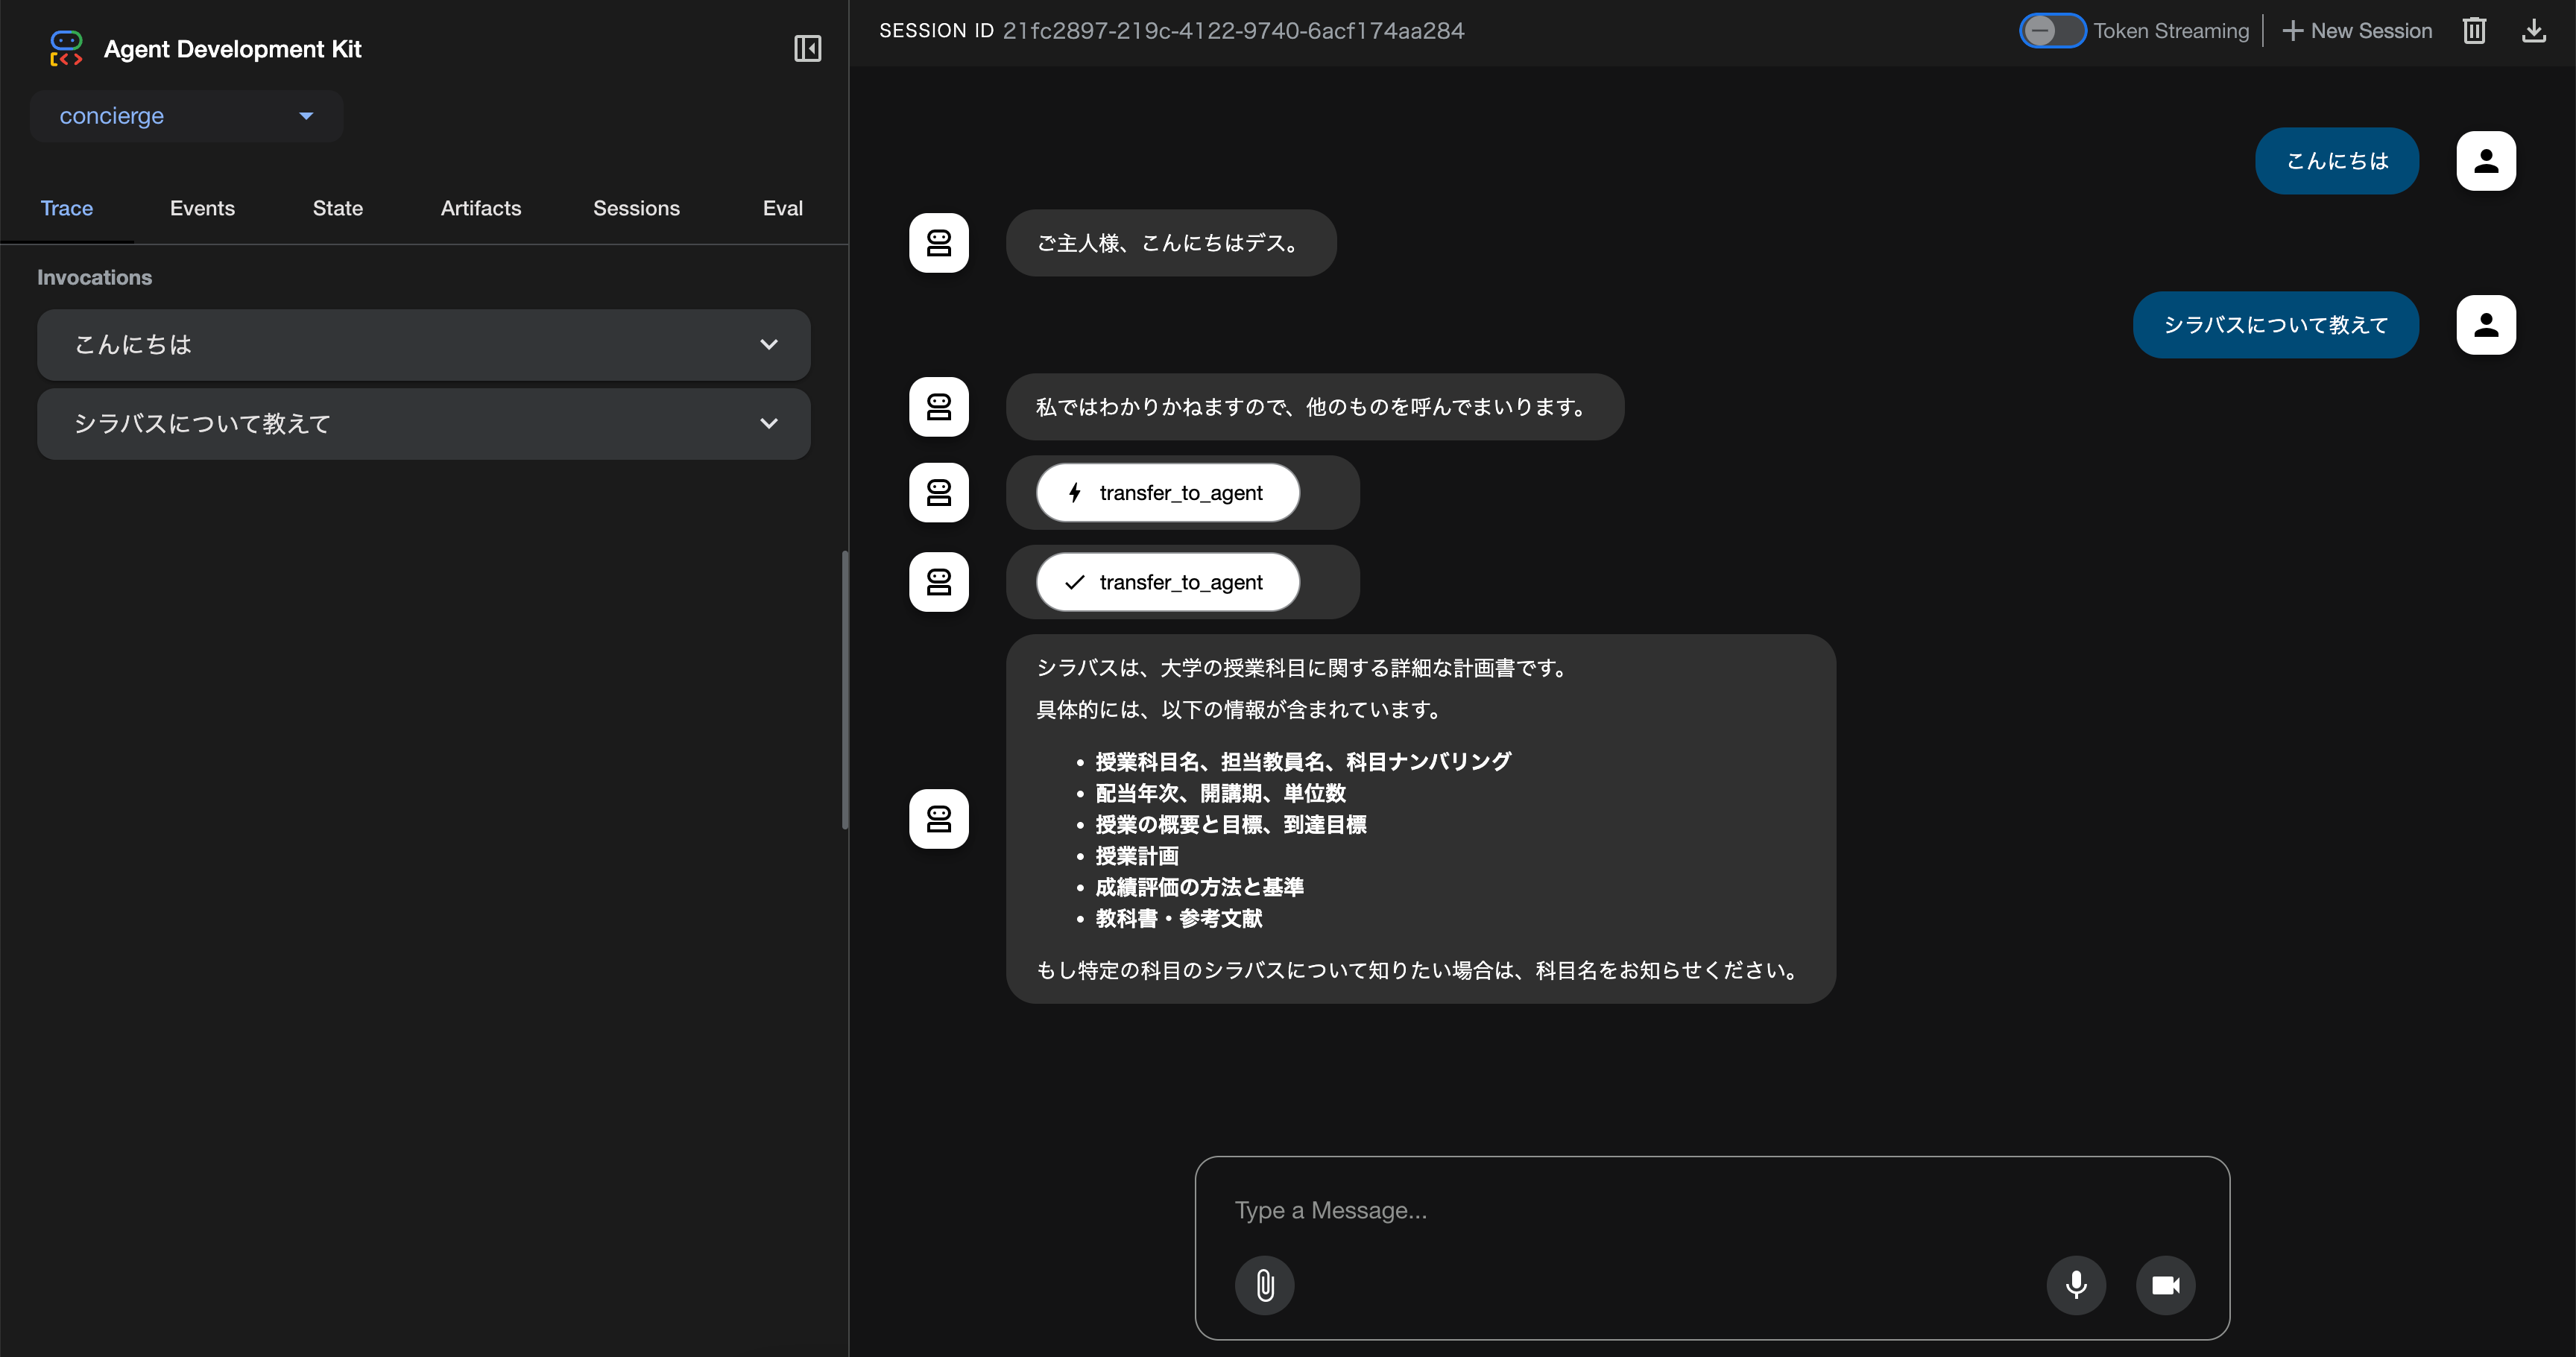 Agent Development Kit
concierge
Trace
Events
State
Artifacts
Sessions
Eval
Invocations
こんにちは
シラバスについて教えて
SESSION ID 21fc2897-219c-4122-9740-6acf174aa284
Token Streaming
New Session
こんにちは
ご主人様、こんにちはデス。
シラバスについて教えて
私ではわかりかねますので、他のものを呼んでまいります。
transfer_to_agent
transfer_to_agent
シラバスは、大学の授業科目に関する詳細な計画書です。
具体的には、以下の情報が含まれています。
• 授業科目名、担当教員名、科目ナンバリング
• 配当年次、開講期、単位数
• 授業の概要と目標、到達目標
• 授業計画
• 成績評価の方法と基準
• 教科書・参考文献
もし特定の科目のシラバスについて知りたい場合は、科目名をお知らせください。
Type a Message...